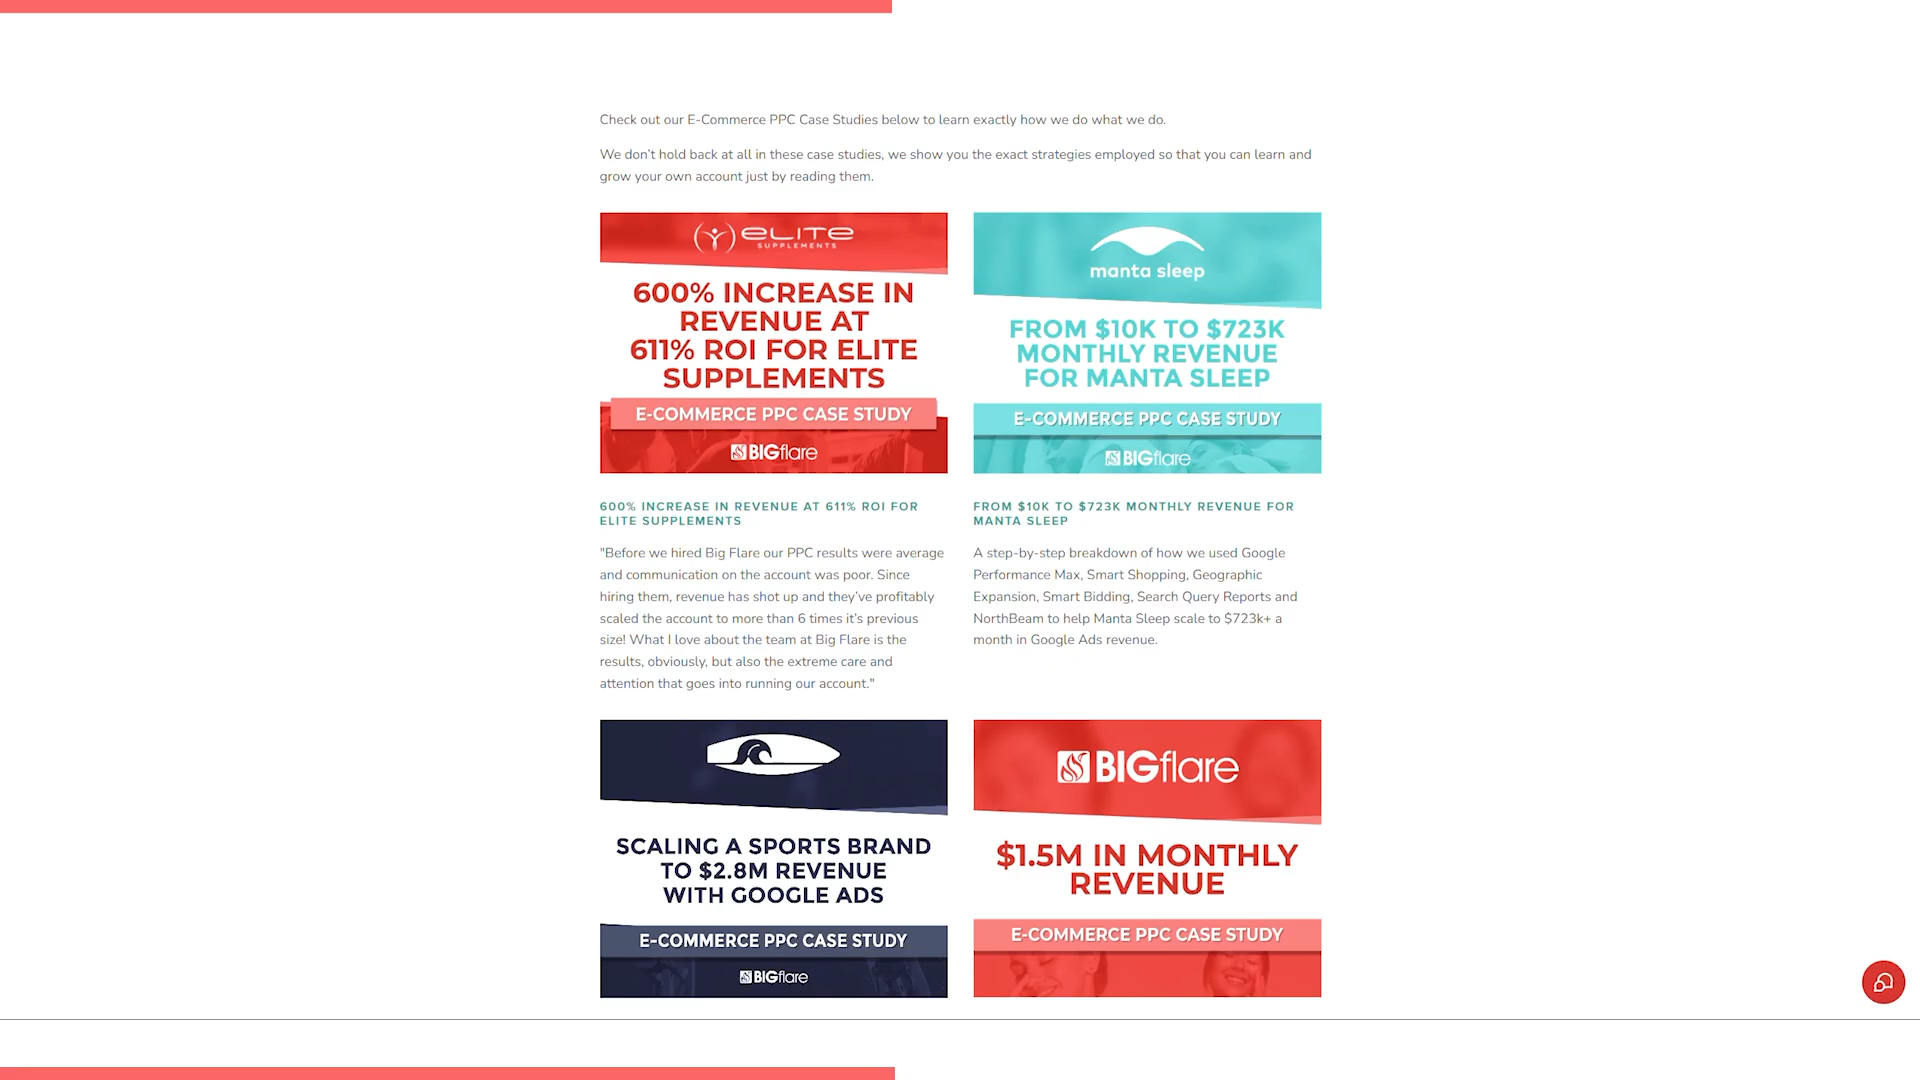 Check out our E-Commerce PPC Case Studies below to learn exactly how we do what we do.
We don’t hold back at all in these case studies, we show you the exact strategies employed so that you can learn and
grow your own account just by reading them.
eLITE
SUPPLEMENTS
600% INCREASE IN
REVENUE AT
611% ROI FOR ELITE
SUPPLEMENTS
E-COMMERCE PPC CASE STUDY
BIGflare
manta sleep
FROM $10K TO $723K
MONTHLY REVENUE
FOR MANTA SLEEP
E-COMMERCE PPC CASE STUDY
BIGflare
600% INCREASE IN REVENUE AT 611% ROI FOR
ELITE SUPPLEMENTS
"Before we hired Big Flare our PPC results were average
and communication on the account was poor. Since
hiring them, revenue has shot up and they’ve profitably
scaled the account to more than 6 times it’s previous
size! What I love about the team at Big Flare is the
results, obviously, but also the extreme care and
attention that goes into running our account."
FROM $10K TO $723K MONTHLY REVENUE FOR
MANTA SLEEP
A step-by-step breakdown of how we used Google
Performance Max, Smart Shopping, Geographic
Expansion, Smart Bidding, Search Query Reports and
NorthBeam to help Manta Sleep scale to $723k+ a
month in Google Ads revenue.
SCALING A SPORTS BRAND
TO $2.8M REVENUE
WITH GOOGLE ADS
E-COMMERCE PPC CASE STUDY
BIGflare
BIGflare
$1.5M IN MONTHLY
REVENUE
E-COMMERCE PPC CASE STUDY